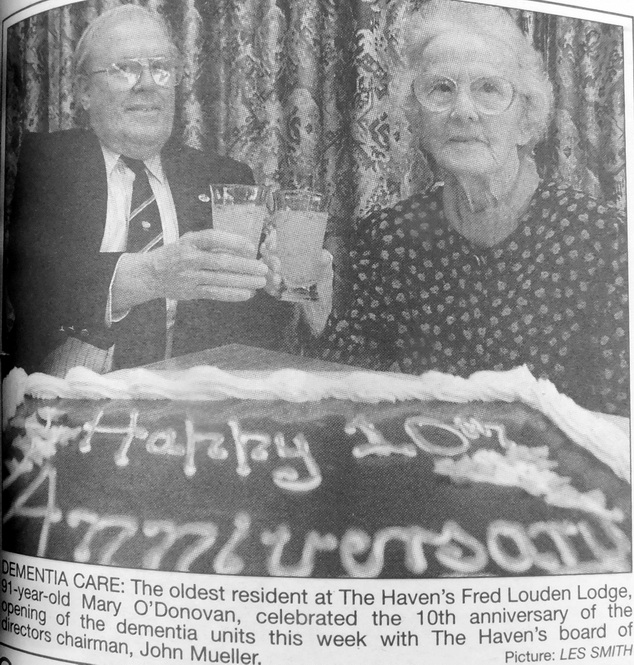 Happy 10th
Anniversary
DEMENTIA CARE: The oldest resident at The Haven's Fred Louden Lodge,
91-year-old Mary O'Donovan, celebrated the 10th anniversary of the
opening of the dementia units this week with The Haven's board of
directors chairman, John Mueller.
Picture: LES SMITH